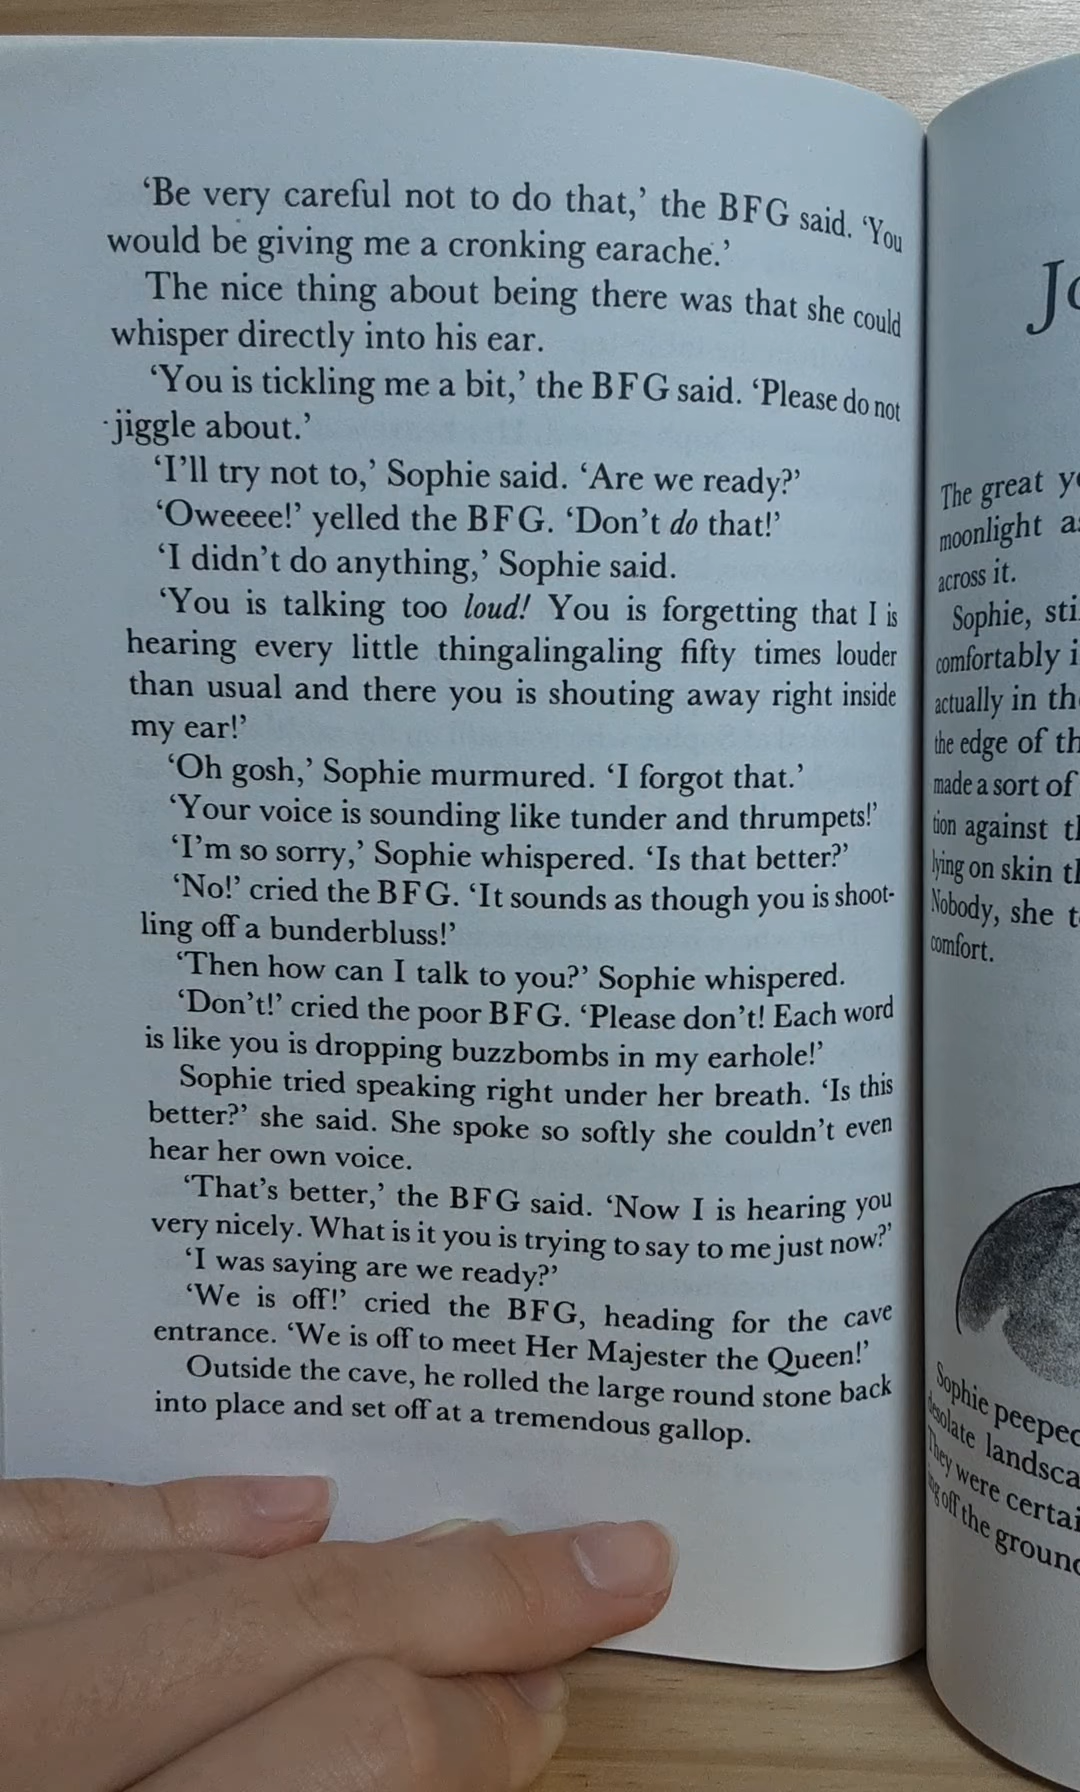 ‘Be very careful not to do that,’ the BFG said. ‘You
would be giving me a cronking earache.’
The nice thing about being there was that she could
whisper directly into his ear.
‘You is tickling me a bit,’ the BFG said. ‘Please do not
jiggle about.’
‘I’ll try not to,’ Sophie said. ‘Are we ready?’
‘Oweeee!’ yelled the BFG. ‘Don’t do that!’
‘I didn’t do anything,’ Sophie said.
‘You is talking too loud! You is forgetting that I is
hearing every little thingalingaling fifty times louder
than usual and there you is shouting away right inside
my ear!’
‘Oh gosh,’ Sophie murmured. ‘I forgot that.’
‘Your voice is sounding like tunder and thrumpets!’
‘I’m so sorry,’ Sophie whispered. ‘Is that better?’
‘No!’ cried the BFG. ‘It sounds as though you is shoot-
ling off a bunderbluss!’
‘Then how can I talk to you?’ Sophie whispered.
‘Don’t!’ cried the poor BFG. ‘Please don’t! Each word
is like you is dropping buzzbombs in my earhole!’
Sophie tried speaking right under her breath. ‘Is this
better?’ she said. She spoke so softly she couldn’t even
hear her own voice.
‘That’s better,’ the BFG said. ‘Now I is hearing you
very nicely. What is it you is trying to say to me just now?’
‘I was saying are we ready?’
‘We is off!’ cried the BFG, heading for the cave
entrance. ‘We is off to meet Her Majester the Queen!’
Outside the cave, he rolled the large round stone back
into place and set off at a tremendous gallop.
The great
moonlight
across it.
Sophie,
comfortably
actually in
the edge of
made a sort of
tion against
lying on skin
Nobody, she
comfort.
Sophie
desolate
They were
ing off the